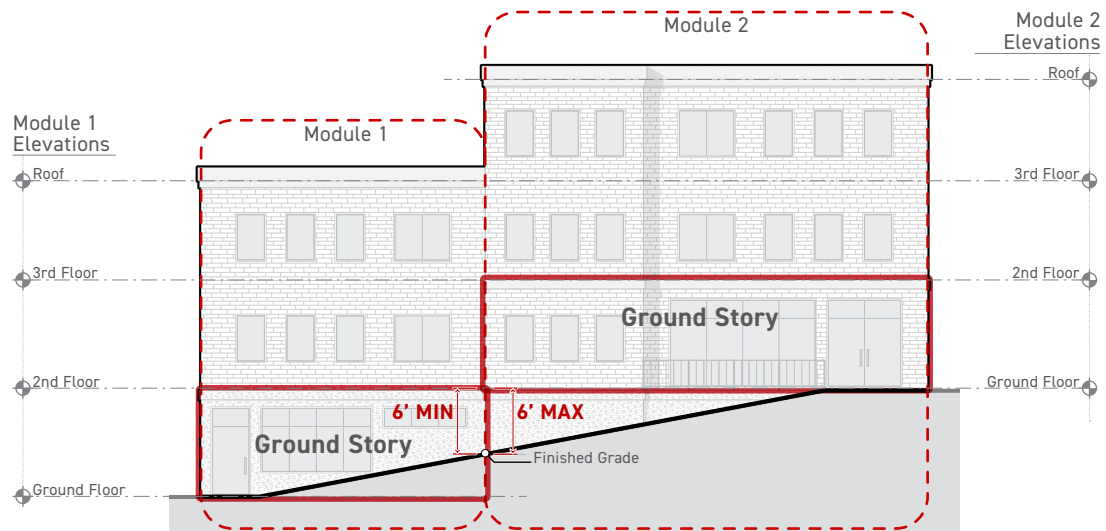 Module 2
Module 2
Elevations
Roof
Module 1
Module 1
Elevations
Roof
3rd Floor
3rd Floor
2nd Floor
Ground Story
2nd Floor
Ground Floor
6’ MIN
6’ MAX
Ground Story
Finished Grade
Ground Floor